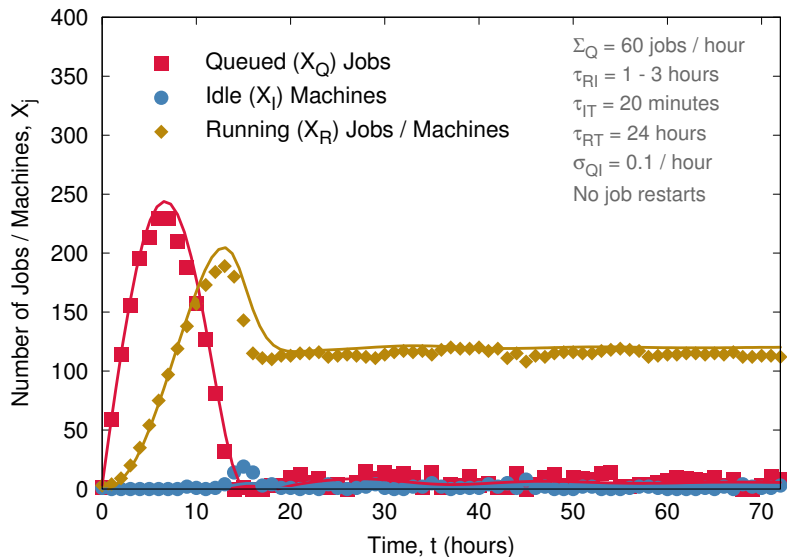 400
350
300
250
200
150
100
50
0
Number of Jobs / Machines, X_j
Queued (X_Q) Jobs
Idle (X_I) Machines
Running (X_R) Jobs / Machines
Σ_Q = 60 jobs / hour
τ_RI = 1 - 3 hours
τ_IT = 20 minutes
τ_RT = 24 hours
σ_QI = 0.1 / hour
No job restarts
0 10 20 30 40 50 60 70
Time, t (hours)